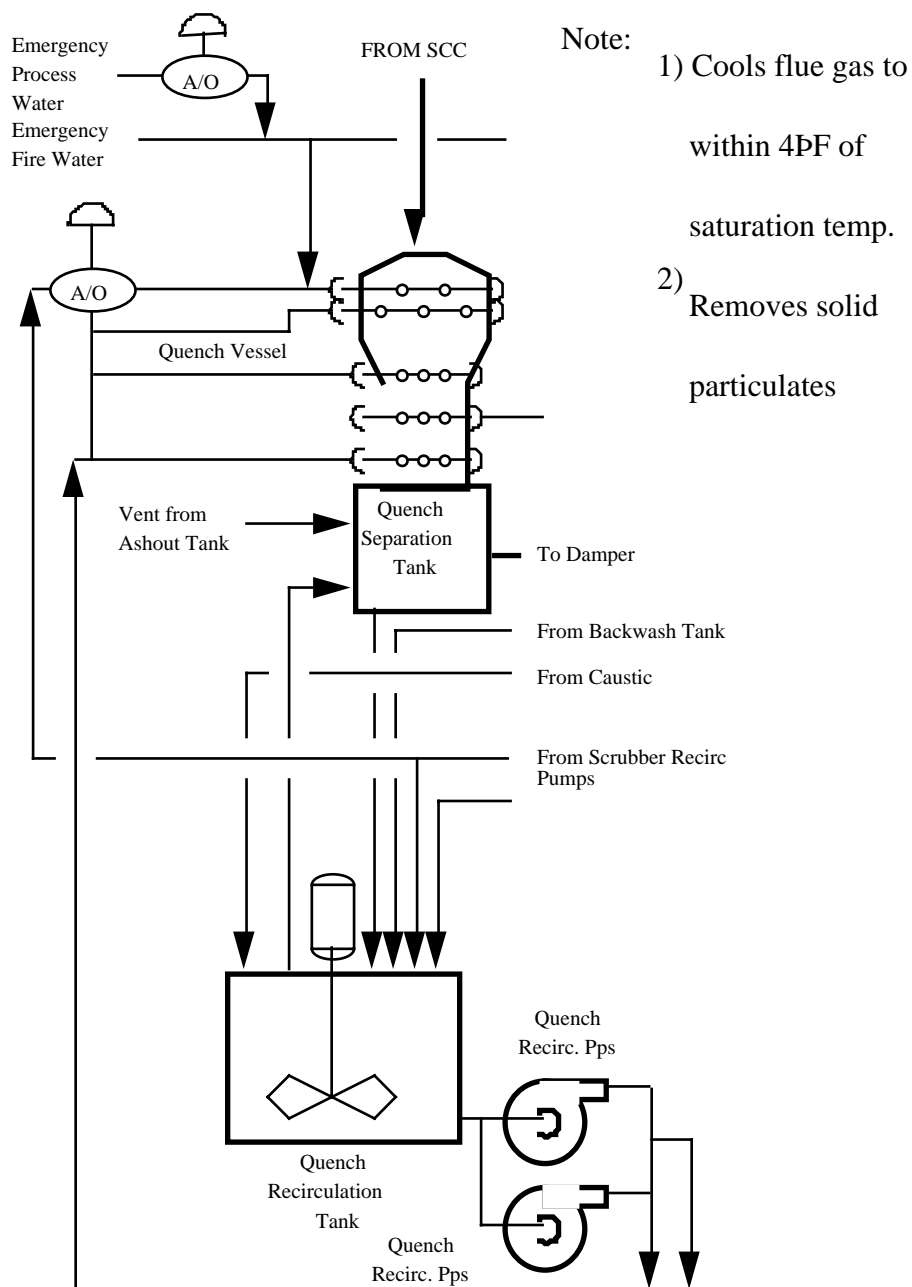 Emergency
Process
Water
Emergency
Fire Water
A/O
FROM SCC
Note:
1) Cools flue gas to
within 4ÞF of
saturation temp.
2)
Removes solid
particulates
A/O
Quench Vessel
Vent from
Ashout Tank
Quench
Separation
Tank
To Damper
From Backwash Tank
From Caustic
From Scrubber Recirc
Pumps
Quench
Recirc. Pps
Quench
Recirculation
Tank
Quench
Recirc. Pps